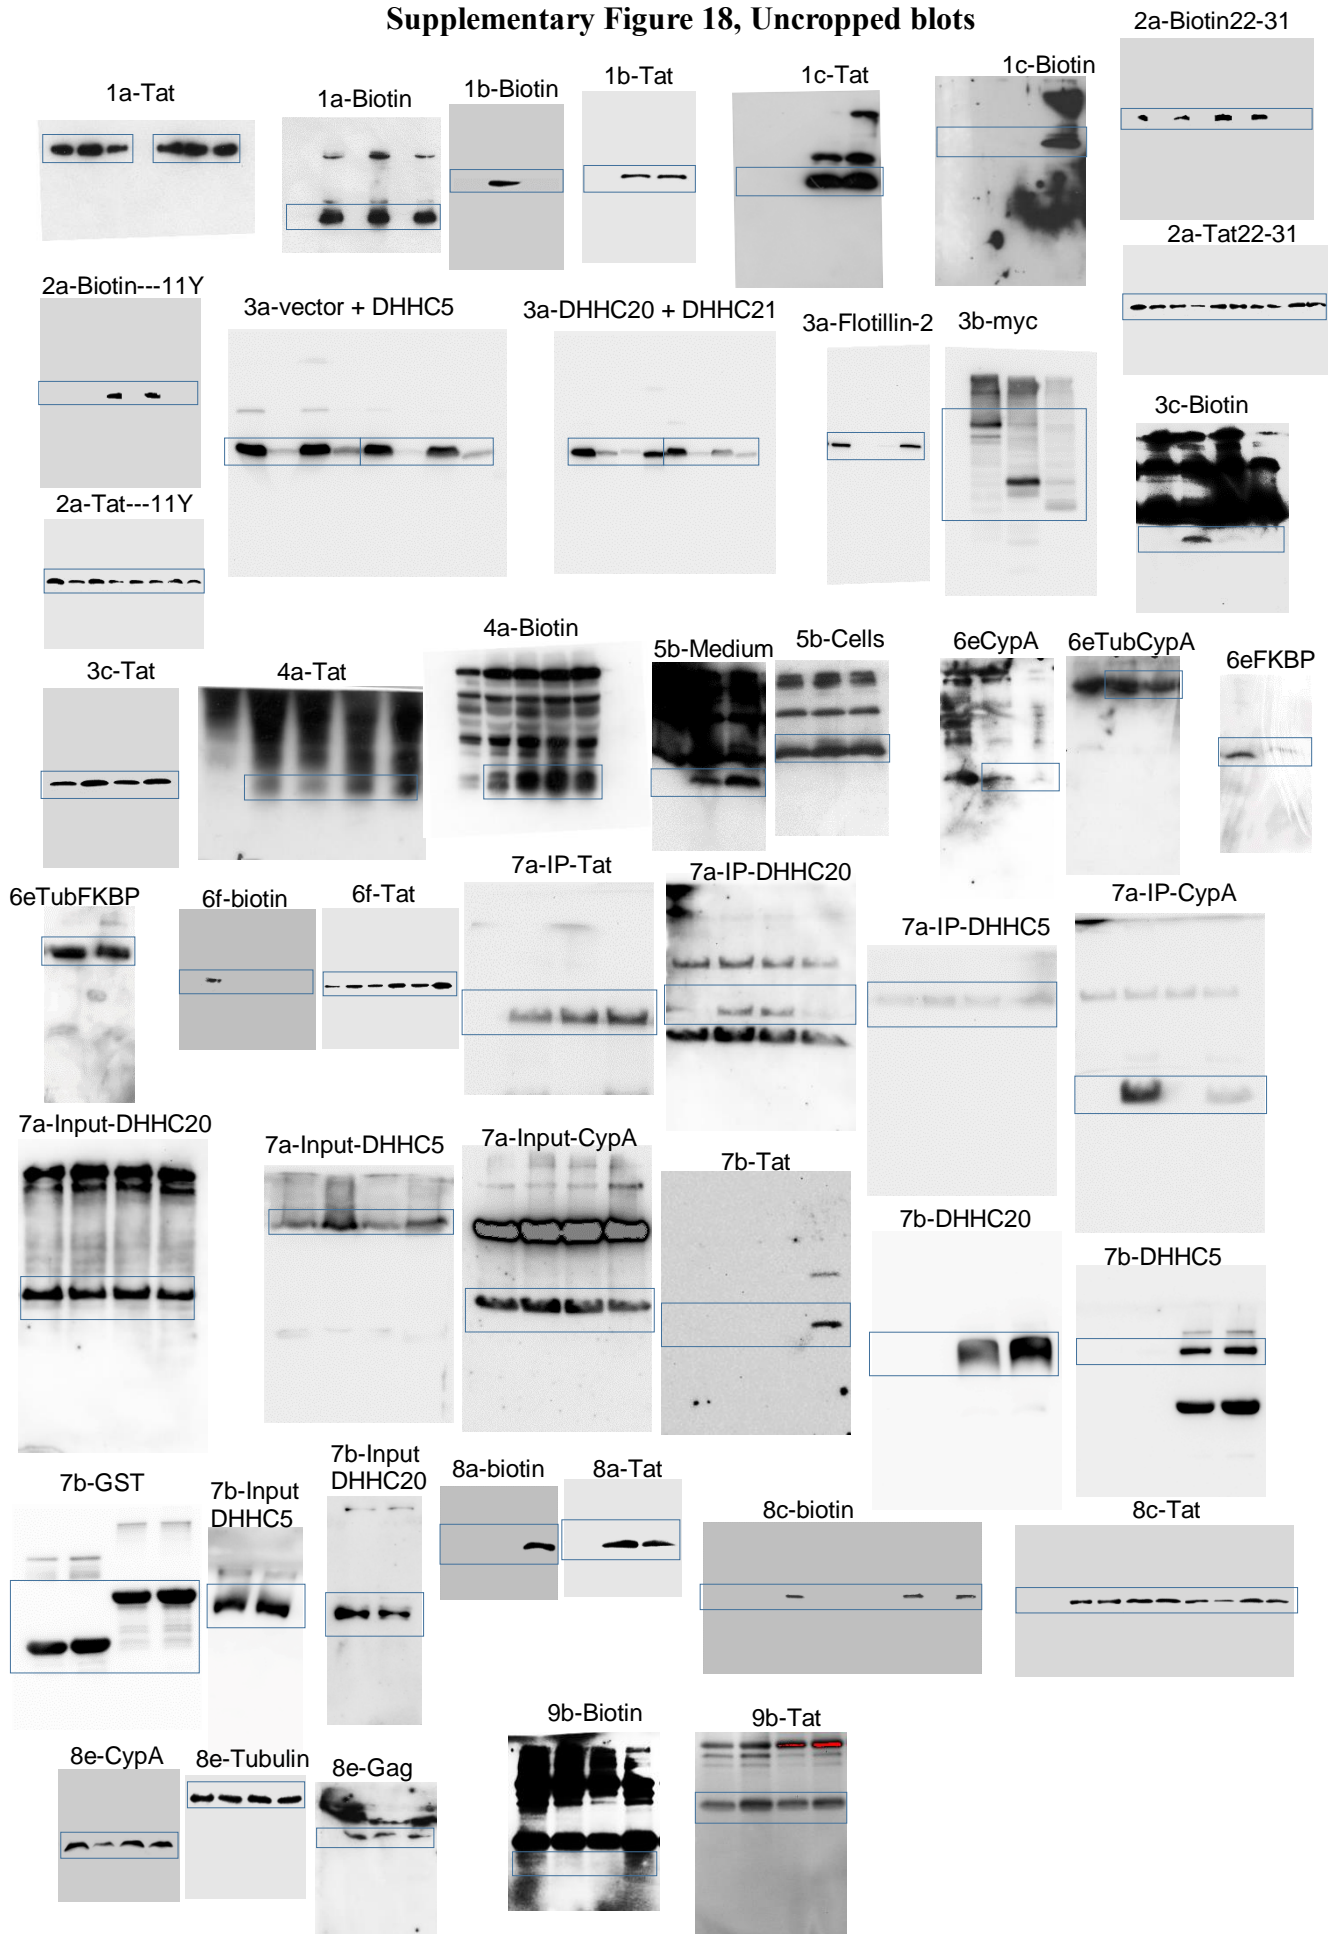 Supplementary Figure 18, Uncropped blots
2a-Biotin22-31
1a-Tat
1a-Biotin
1b-Biotin
1b-Tat
1c-Tat
1c-Biotin
2a-Tat22-31
2a-Biotin---11Y
3a-vector + DHHC5
3a-DHHC20 + DHHC21
3a-Flotillin-2
3b-myc
3c-Biotin
2a-Tat---11Y
3c-Tat
4a-Tat
4a-Biotin
5b-Medium
5b-Cells
6eCypA
6eTubCypA
6eFKBP
6eTubFKBP
6f-biotin
6f-Tat
7a-IP-Tat
7a-IP-DHHC20
7a-IP-DHHC5
7a-IP-CypA
7a-Input-DHHC20
7a-Input-DHHC5
7a-Input-CypA
7b-Tat
7b-DHHC20
7b-DHHC5
7b-GST
7b-Input
DHHC5
7b-Input
DHHC20
8a-biotin
8a-Tat
8c-biotin
8c-Tat
8e-CypA
8e-Tubulin
8e-Gag
9b-Biotin
9b-Tat